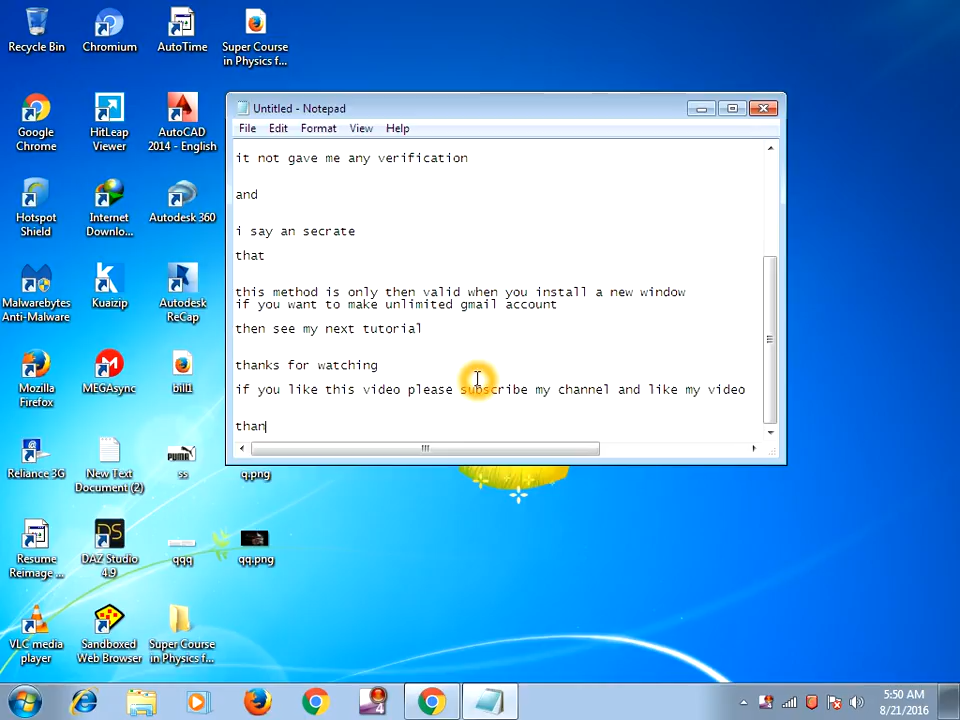 Recycle Bin
Chromium
AutoTime
Super Course
in Physics f...
Google
Chrome
HitLeap
Viewer
AutoCAD
2014 - English
Hotspot
Shield
Internet
Downlo...
Autodesk 360
Malwarebytes
Anti-Malware
Kuaizip
Autodesk
ReCap
Mozilla
Firefox
MEGAsync
bill1
Reliance 3G
New Text
Document (2)
PUMA
ss
q.png
Resume
Reimage ...
DS
DAZ Studio
4.9
qqq
qq.png
VLC media
player
Sandboxed
Web Browser
Super Course
in Physics f...
Untitled - Notepad
File Edit Format View Help
it not gave me any verification
and
i say an secrate
that
this method is only then valid when you install a new window
if you want to make unlimited gmail account
then see my next tutorial
thanks for watching
if you like this video please subscribe my channel and like my video
than
4
5:50 AM
8/21/2016